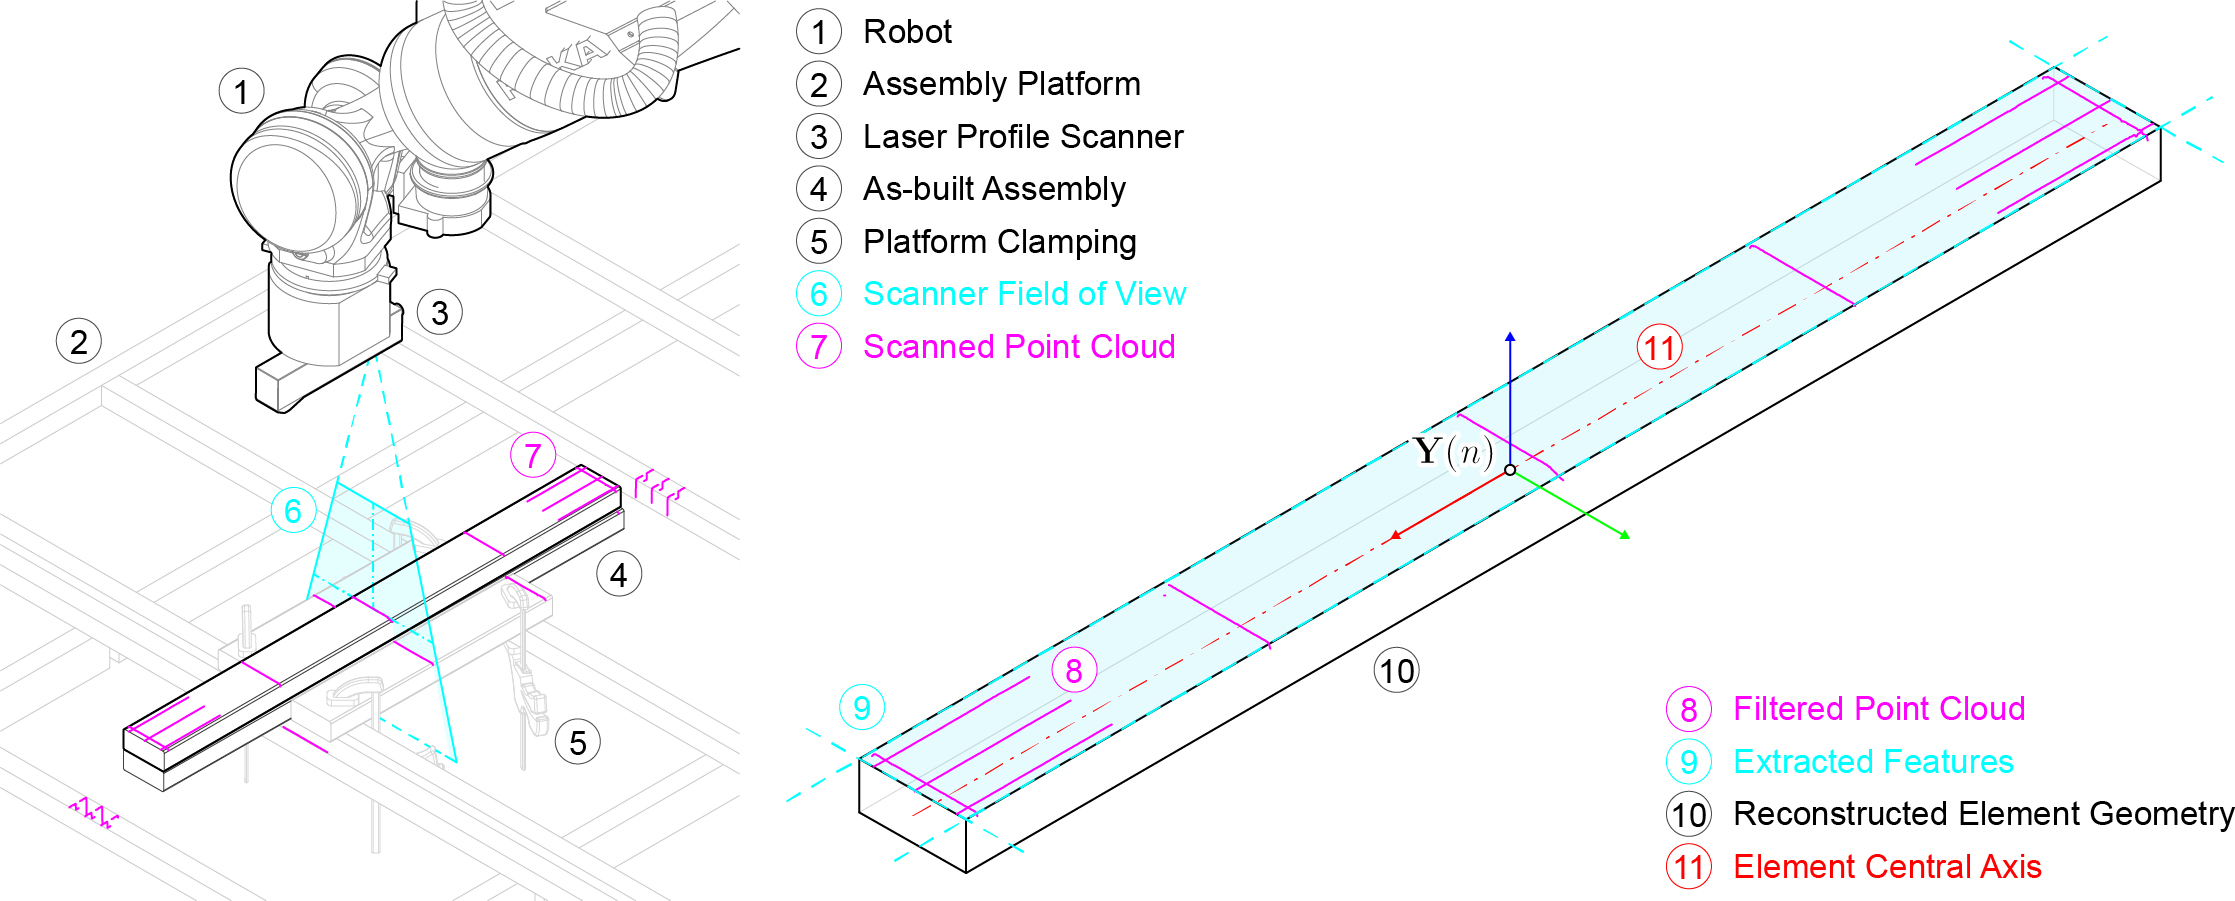 1 Robot
2 Assembly Platform
3 Laser Profile Scanner
4 As-built Assembly
5 Platform Clamping
6 Scanner Field of View
7 Scanned Point Cloud
1
2
3
7
6
4
5
11
Y(n)
8
9
10
8 Filtered Point Cloud
9 Extracted Features
10 Reconstructed Element Geometry
11 Element Central Axis